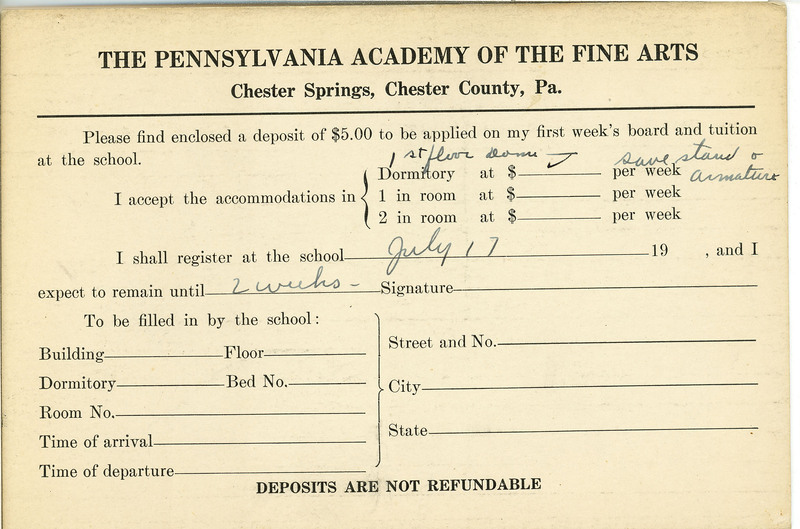 THE PENNSYLVANIA ACADEMY OF THE FINE ARTS
Chester Springs, Chester County, Pa.
Please find enclosed a deposit of $5.00 to be applied on my first week's board and tuition
at the school.
1st floor dorm
save stand &
armature
I accept the accommodations in
Dormitory at $ per week
1 in room at $ per week
2 in room at $ per week
I shall register at the school July 17 19 , and I
expect to remain until 2 weeks - Signature
To be filled in by the school:
Building Floor
Dormitory Bed No.
Room No.
Time of arrival
Time of departure
Street and No.
City
State
DEPOSITS ARE NOT REFUNDABLE